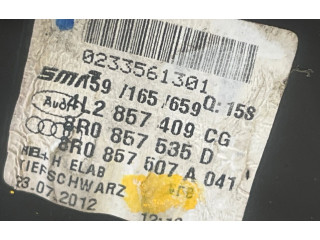 0233561301
SMR 59 /165 /659 Q: 158
Audi 4L2 857 409 CG
8R0 857 535 D
8R0 857 507 A 041
TIEFSCHWARZ
23.07.2012